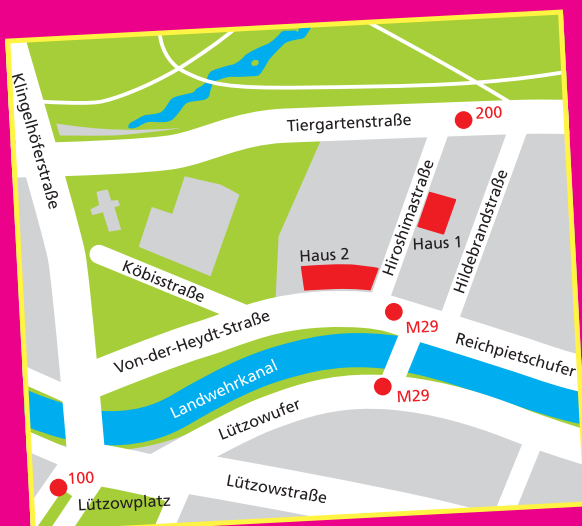 Klingelhöferstraße
Tiergartenstraße
200
Hiroshimastraße
Hildebrandstraße
Haus 1
Haus 2
Köbisstraße
Von-der-Heydt-Straße
M29
Reichpietschufer
Landwehrkanal
M29
Lützowufer
100
Lützowplatz
Lützowstraße